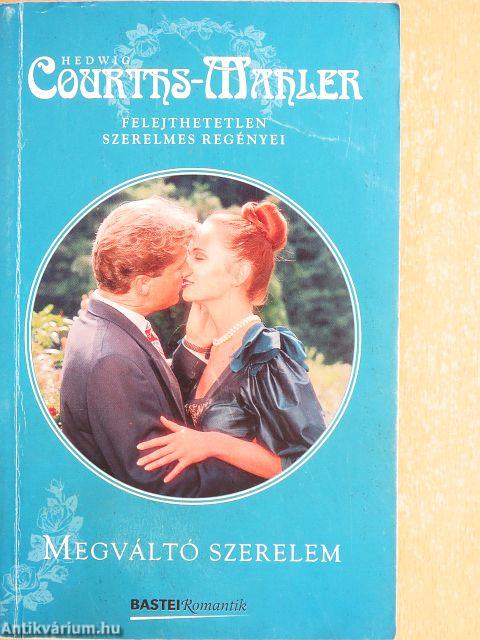 HEDWIG
COURTHS-MAHLER
FELEJTHETETLEN
SZERELMES REGÉNYEI
MEGVÁLTÓ SZERELEM
BASTEI Romantik
Antikvárium.hu